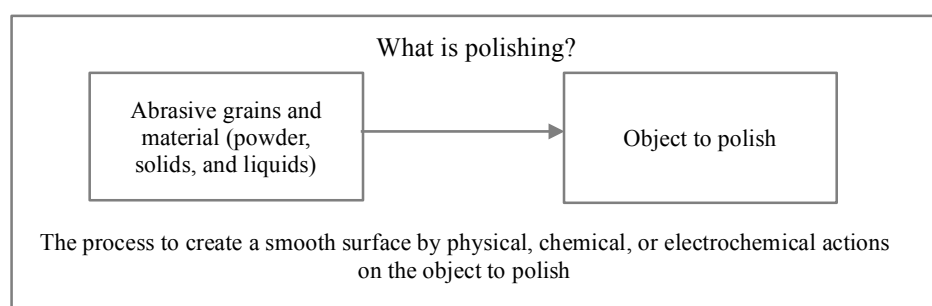 What is polishing?
Abrasive grains and
material (powder,
solids, and liquids)
Object to polish
The process to create a smooth surface by physical, chemical, or electrochemical actions
on the object to polish